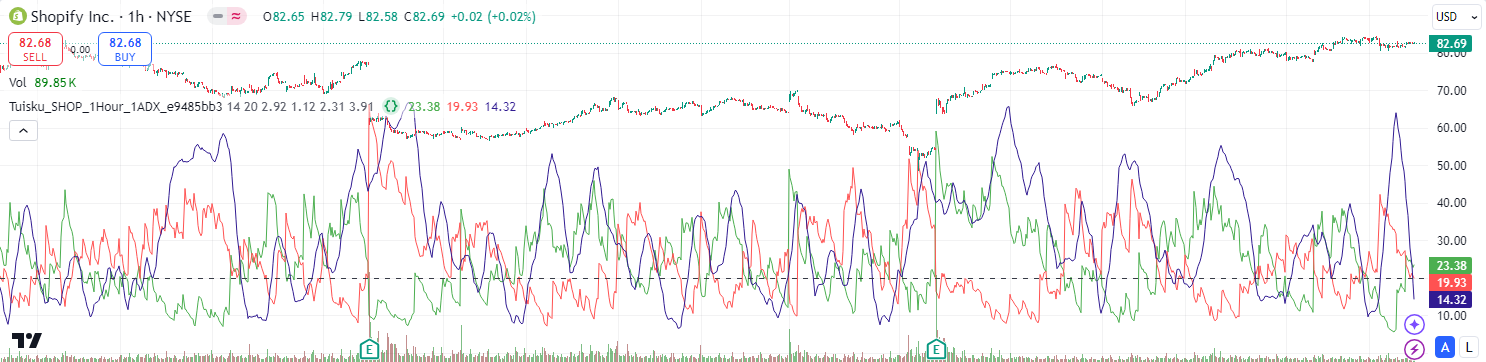 Shopify Inc. · 1h · NYSE O82.65 H82.79 L82.58 C82.69 +0.02 (+0.02%)
USD
82.68 SELL
0.00
82.68 BUY
82.69
80.00
Vol 89.85 K
70.00
Tuisku_SHOP_1Hour_1ADX_e9485bb3 14 20 2.92 1.12 2.31 3.91 23.38 19.93 14.32
60.00
50.00
40.00
30.00
23.38
19.93
14.32
10.00
E
E
A
L